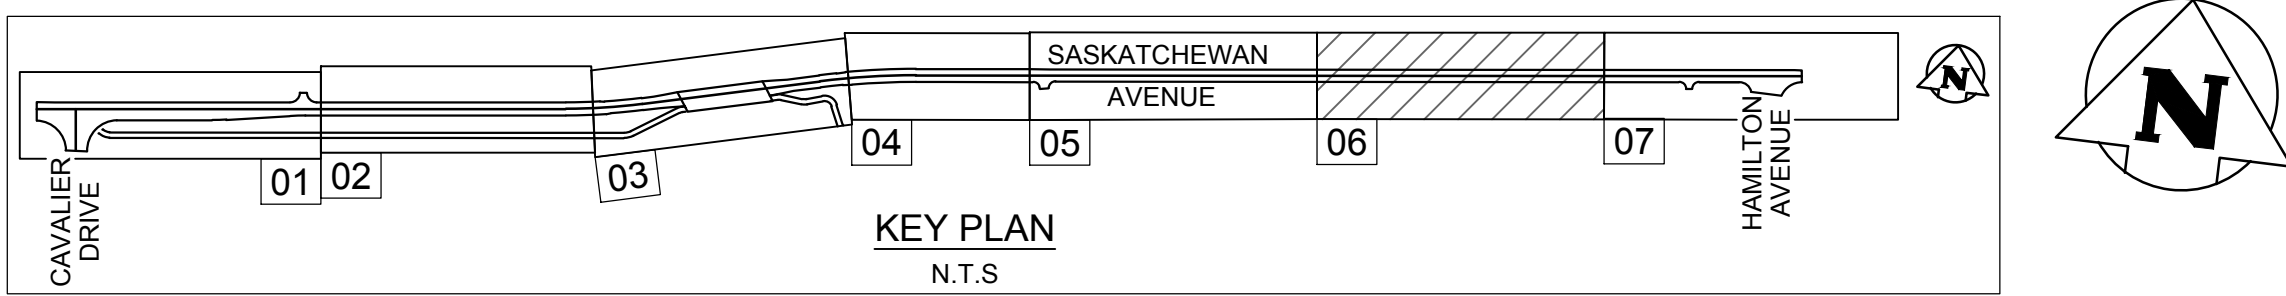 SASKATCHEWAN
AVENUE
N
N
01
02
03
04
05
06
07
CAVALIER
DRIVE
HAMILTON
AVENUE
KEY PLAN
N.T.S